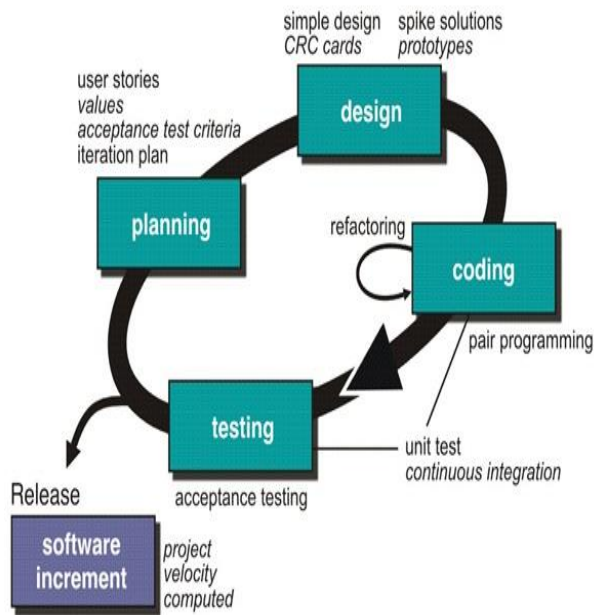 simple design
CRC cards
spike solutions
prototypes
user stories
values
acceptance test criteria
iteration plan
design
planning
refactoring
coding
pair programming
testing
unit test
continuous integration
acceptance testing
Release
software
increment
project
velocity
computed